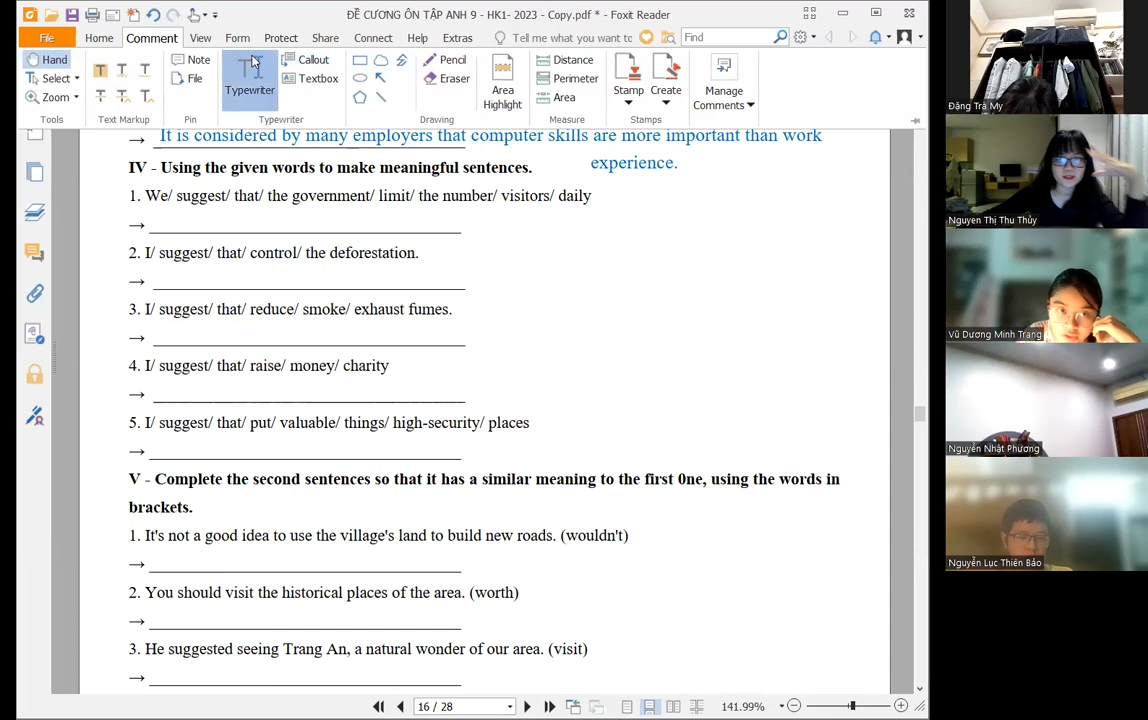 ĐỀ CƯƠNG ÔN TẬP ANH 9 - HK1- 2023 - Copy.pdf * - Foxit Reader
File Home Comment View Form Protect Share Connect Help Extras Tell me what you want to Find
Hand
Select
Zoom
Tools
Text Markup
Note
File
Pin
Typewriter
Callout
Textbox
Typewriter
Pencil
Eraser
Area Highlight
Drawing
Distance
Perimeter
Area
Measure
Stamp
Create
Stamps
Manage Comments
→ It is considered by many employers that computer skills are more important than work
experience.
IV - Using the given words to make meaningful sentences.
1. We/ suggest/ that/ the government/ limit/ the number/ visitors/ daily
→ ________________________________
2. I/ suggest/ that/ control/ the deforestation.
→ ________________________________
3. I/ suggest/ that/ reduce/ smoke/ exhaust fumes.
→ ________________________________
4. I/ suggest/ that/ raise/ money/ charity
→ ________________________________
5. I/ suggest/ that/ put/ valuable/ things/ high-security/ places
→ ________________________________
V - Complete the second sentences so that it has a similar meaning to the first 0ne, using the words in
brackets.
1. It's not a good idea to use the village's land to build new roads. (wouldn't)
→ ________________________________
2. You should visit the historical places of the area. (worth)
→ ________________________________
3. He suggested seeing Trang An, a natural wonder of our area. (visit)
→ ________________________________
16 / 28
141.99%
Đặng Trà My
Nguyen Thị Thu Thủy
Vũ Dương Minh Trang
Nguyễn Nhật Phương
Nguyễn Lục Thiên Bảo